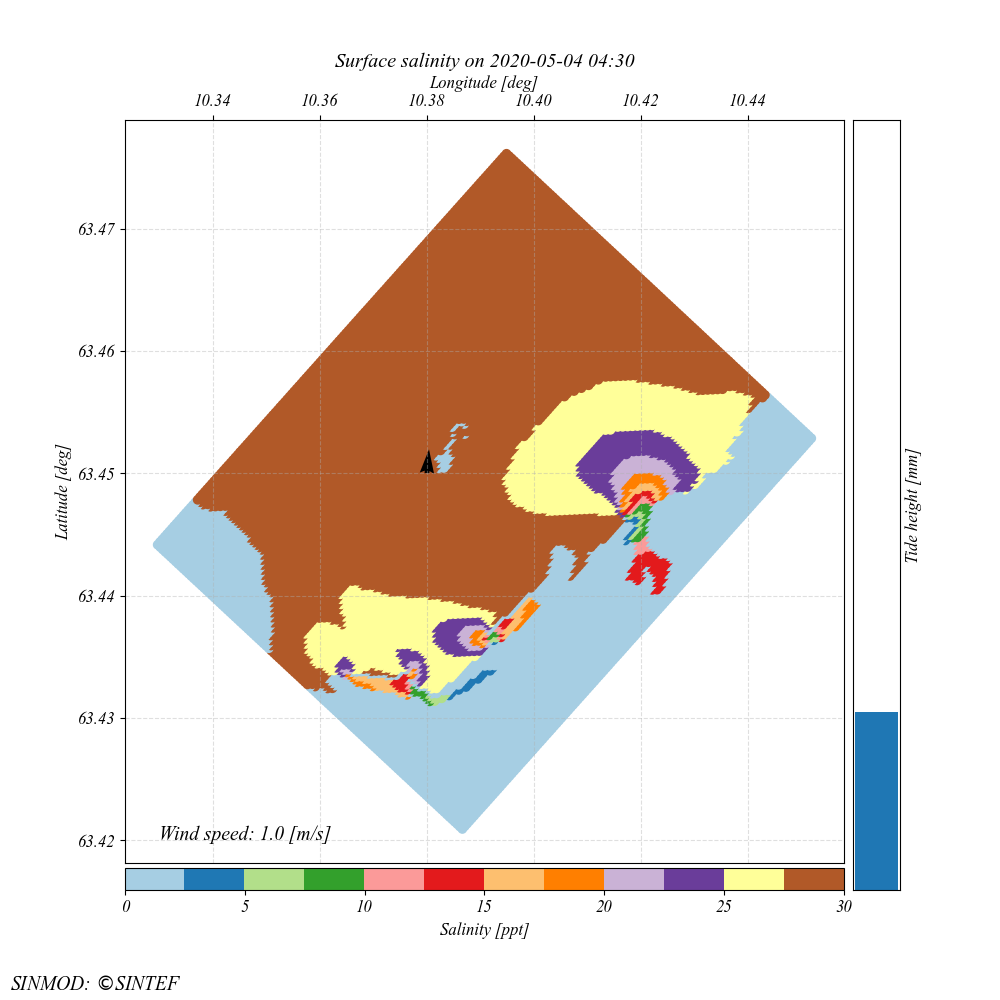 Surface salinity on 2020-05-04 04:30
Longitude [deg]
10.34 10.36 10.38 10.40 10.42 10.44
63.47
63.46
63.45
63.44
63.43
63.42
Latitude [deg]
Tide height [mm]
Wind speed: 1.0 [m/s]
0 5 10 15 20 25 30
Salinity [ppt]
SINMOD: ©SINTEF